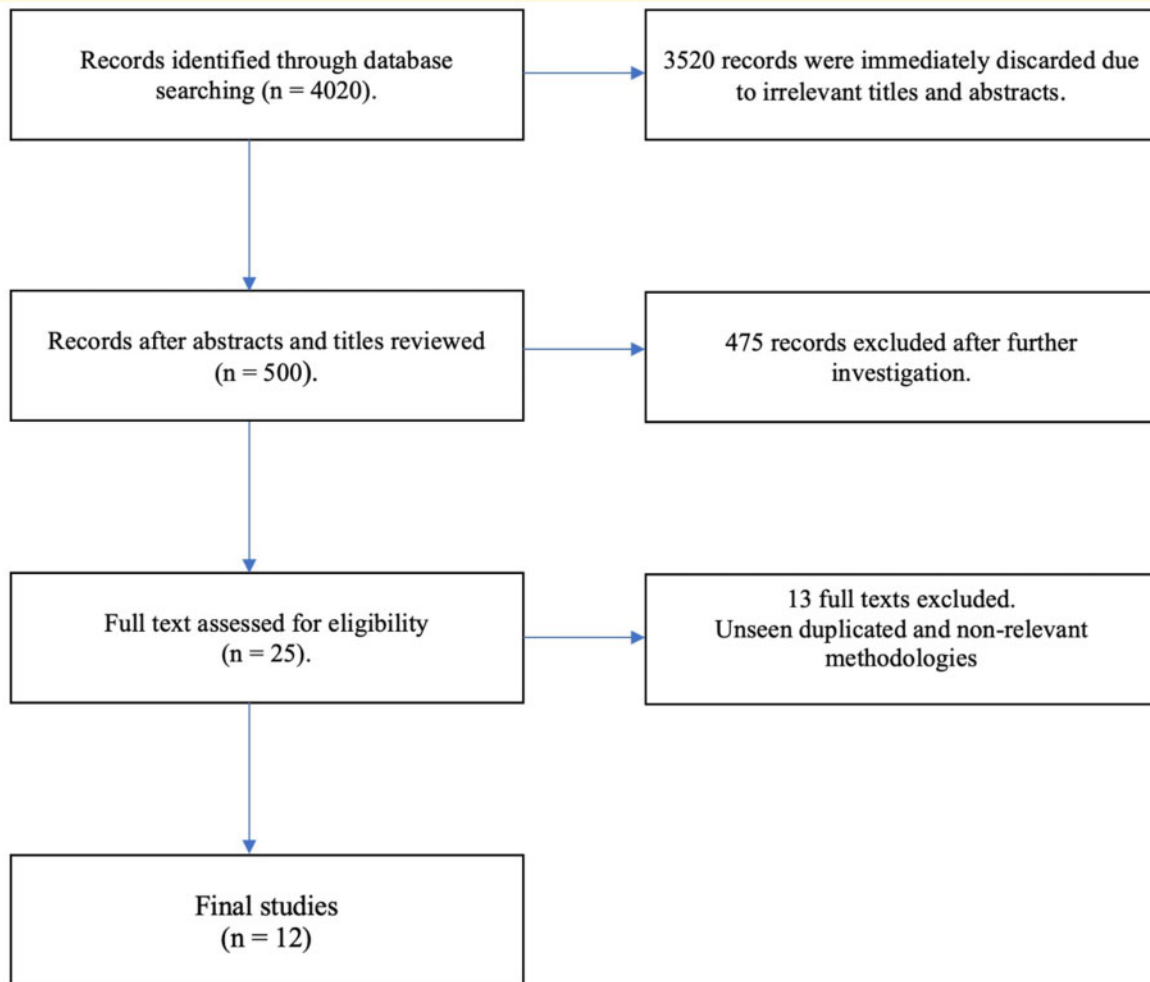 Records identified through database
searching (n = 4020).
3520 records were immediately discarded due
to irrelevant titles and abstracts.
Records after abstracts and titles reviewed
(n = 500).
475 records excluded after further
investigation.
Full text assessed for eligibility
(n = 25).
13 full texts excluded.
Unseen duplicated and non-relevant
methodologies
Final studies
(n = 12)